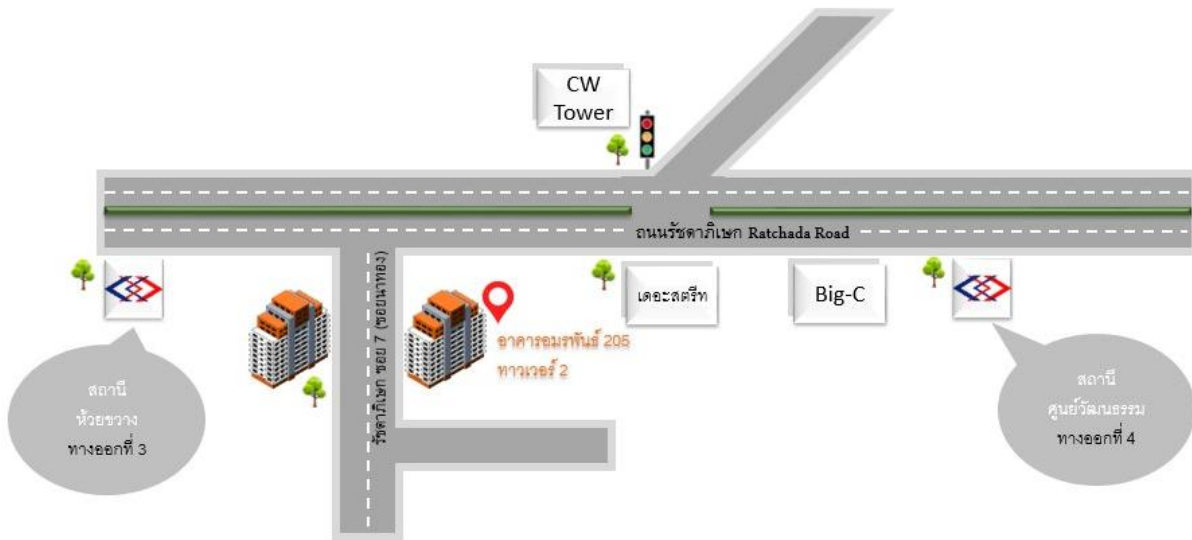 CW
Tower
ถนนรัชดาภิเษก Ratchada Road
เดอะสตรีท
Big-C
รัชดาภิเษก ซอย 7 (ซอยนาทอง)
อาคารอมรพันธ์ 205
ทาวเวอร์ 2
สถานี
ห้วยขวาง
ทางออกที่ 3
สถานี
ศูนย์วัฒนธรรม
ทางออกที่ 4